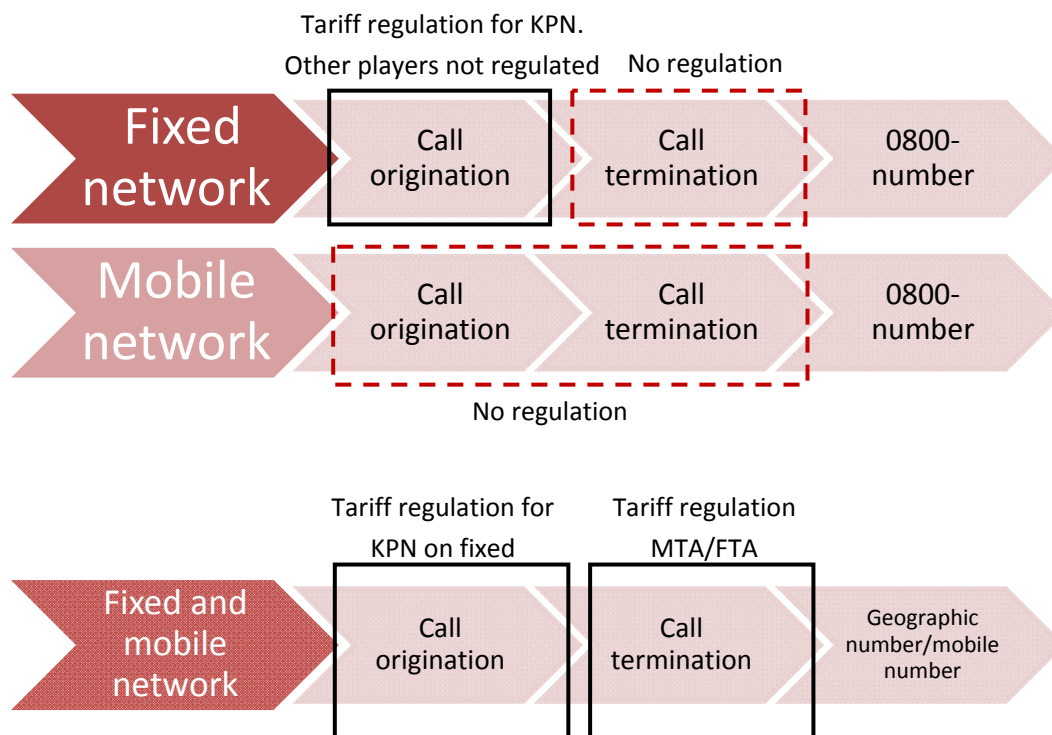 Tariff regulation for KPN.
Other players not regulated
No regulation
Fixed
network
Call
origination
Call
termination
0800-
number
Mobile
network
Call
origination
Call
termination
0800-
number
No regulation
Tariff regulation for
KPN on fixed
Tariff regulation
MTA/FTA
Fixed and
mobile
network
Call
origination
Call
termination
Geographic
number/mobile
number